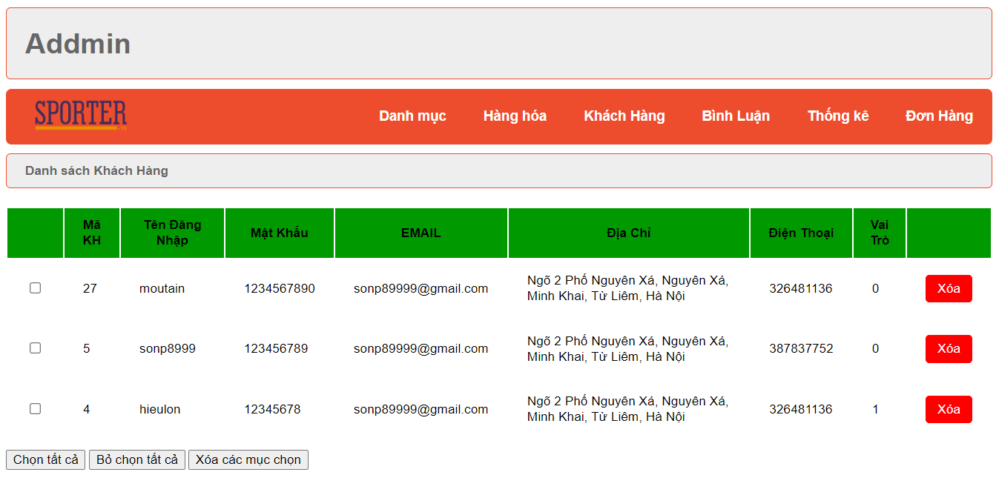 Addmin
SPORTER
.VN
Danh mục Hàng hóa Khách Hàng Bình Luận Thống kê Đơn Hàng
Danh sách Khách Hàng
Mã KH Tên Đăng Nhập Mật Khẩu EMAIL Địa Chỉ Điện Thoại Vai Trò
27 moutain 1234567890 sonp89999@gmail.com Ngõ 2 Phố Nguyên Xá, Nguyên Xá, Minh Khai, Từ Liêm, Hà Nội 326481136 0 Xóa
5 sonp8999 123456789 sonp89999@gmail.com Ngõ 2 Phố Nguyên Xá, Nguyên Xá, Minh Khai, Từ Liêm, Hà Nội 387837752 0 Xóa
4 hieulon 12345678 sonp89999@gmail.com Ngõ 2 Phố Nguyên Xá, Nguyên Xá, Minh Khai, Từ Liêm, Hà Nội 326481136 1 Xóa
Chọn tất cả Bỏ chọn tất cả Xóa các mục chọn